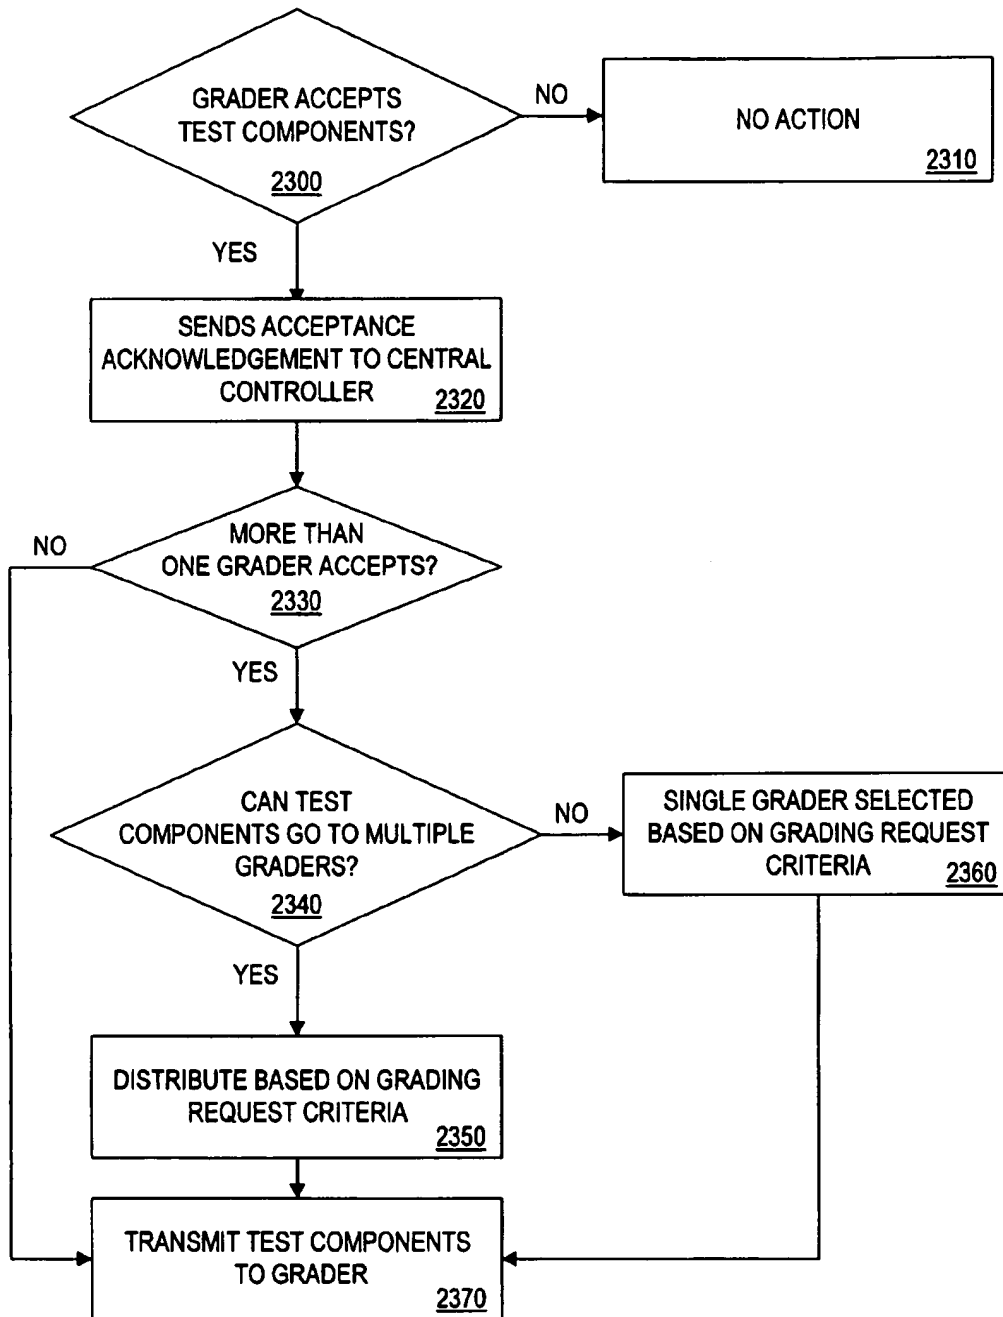 GRADER ACCEPTS
TEST COMPONENTS?
2300
NO
NO ACTION
2310
YES
SENDS ACCEPTANCE
ACKNOWLEDGEMENT TO CENTRAL
CONTROLLER
2320
MORE THAN
ONE GRADER ACCEPTS?
2330
NO
YES
CAN TEST
COMPONENTS GO TO MULTIPLE
GRADERS?
2340
NO
SINGLE GRADER SELECTED
BASED ON GRADING REQUEST
CRITERIA
2360
YES
DISTRIBUTE BASED ON GRADING
REQUEST CRITERIA
2350
TRANSMIT TEST COMPONENTS
TO GRADER
2370